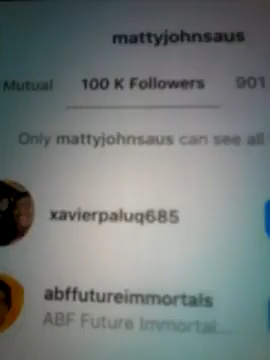 mattyjohnsaus
Mutual 100 K Followers 901
Only mattyjohnsaus can see all
xavierpaluq685
abffutureimmortals
ABF Future Immortal...